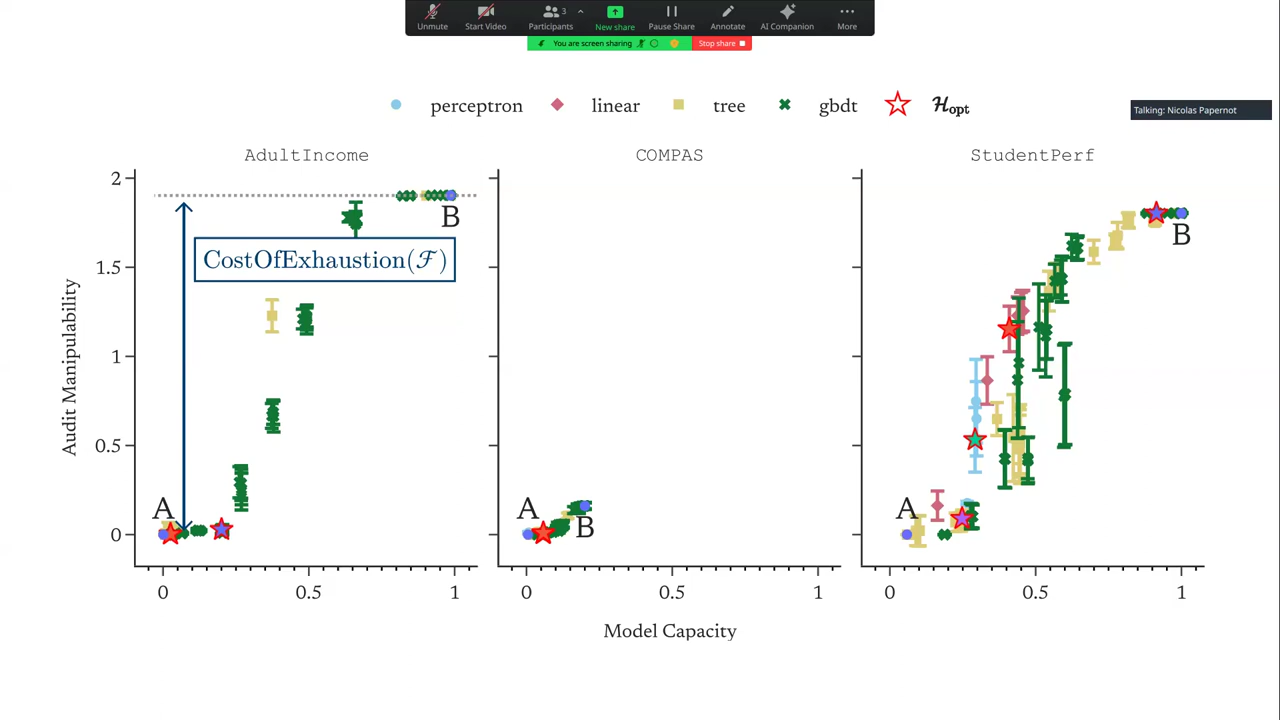 Unmute Start Video Participants 3 New share Pause Share Annotate AI Companion More
You are screen sharing Stop share
perceptron linear tree gbdt ℋopt
Talking: Nicolas Papernot
AdultIncome COMPAS StudentPerf
Audit Manipulability
2
1.5
1
0.5
0
CostOfExhaustion(ℱ)
A B
A B
A B
0 0.5 1 0 0.5 1 0 0.5 1
Model Capacity